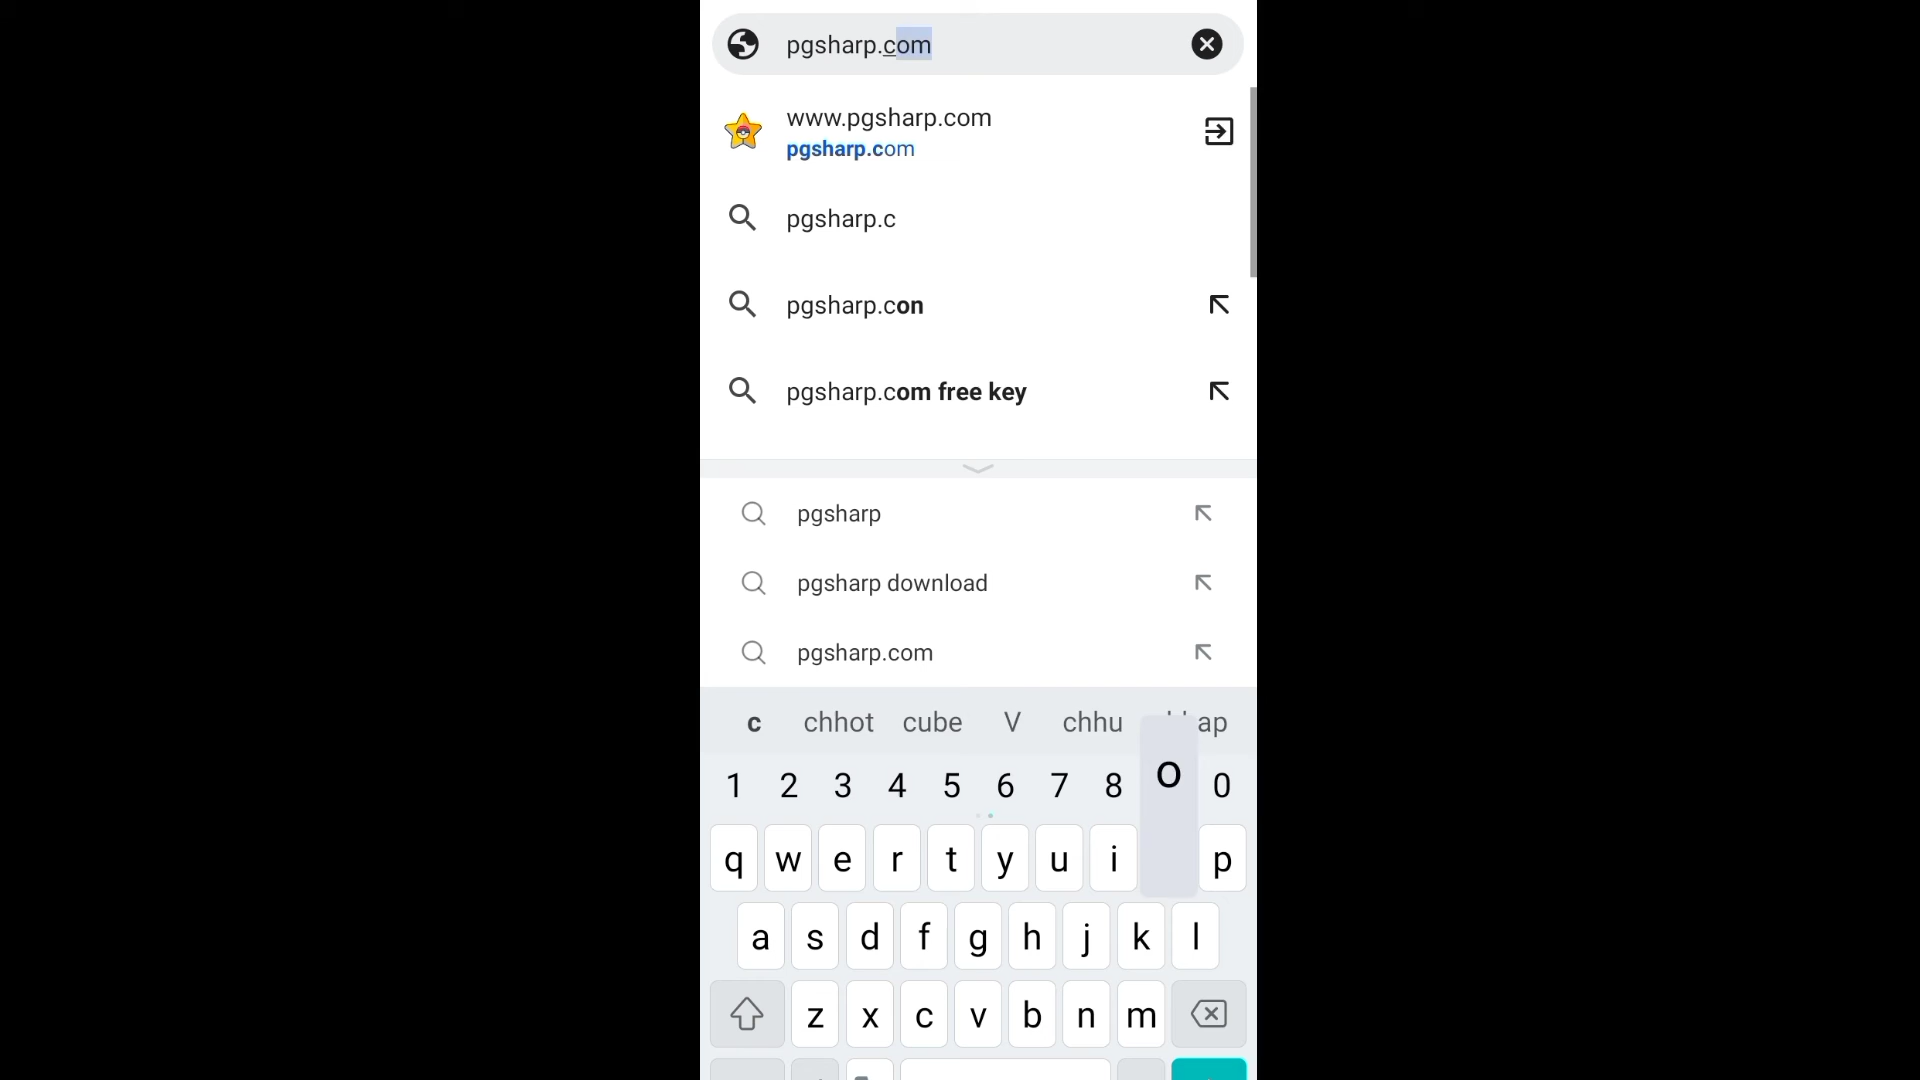 pgsharp.com
www.pgsharp.com
pgsharp.com
pgsharp.c
pgsharp.con
pgsharp.com free key
pgsharp
pgsharp download
pgsharp.com
c chhot cube V chhu
1 2 3 4 5 6 7 8 o 0
q w e r t y u i p
a s d f g h j k l
z x c v b n m